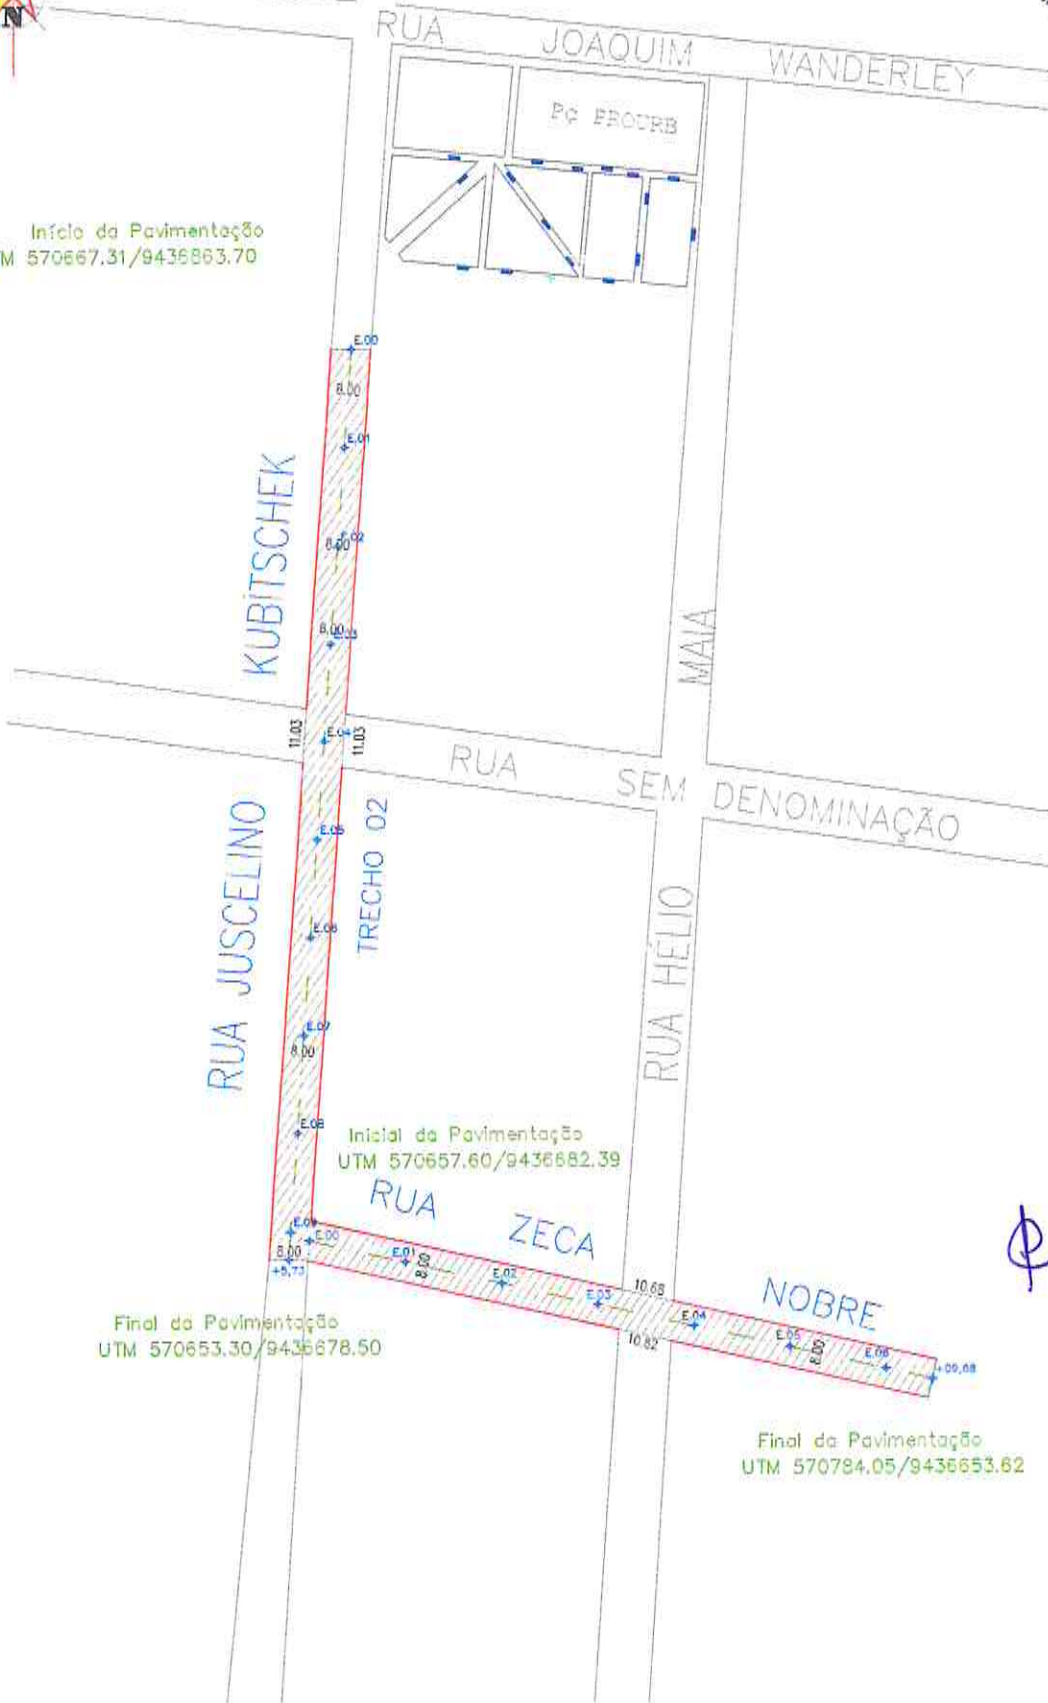 N
RUA JOAQUIM WANDERLEY
Início da Pavimentação
M 570667.31/9436863.70
E.00
8.00
E.01
KUBITSCHEK
E.02
8.00
8.00
E.03
MAIA
11.03
E.04
11.03
RUA SEM DENOMINAÇÃO
RUA JUSCELINO
TRECHO 02
E.05
RUA HÉLIO
E.06
E.07
8.00
E.08
Inicial da Pavimentação
UTM 570657.60/9436682.39
RUA ZECA NOBRE
E.09
E.00
8.00
+9,73
E.01
8.00
E.02
E.03
10.68
10.82
E.04
E.05
8.00
E.06
+09,68
Final da Pavimentação
UTM 570653.30/9436678.50
Final da Pavimentação
UTM 570784.05/9436653.62